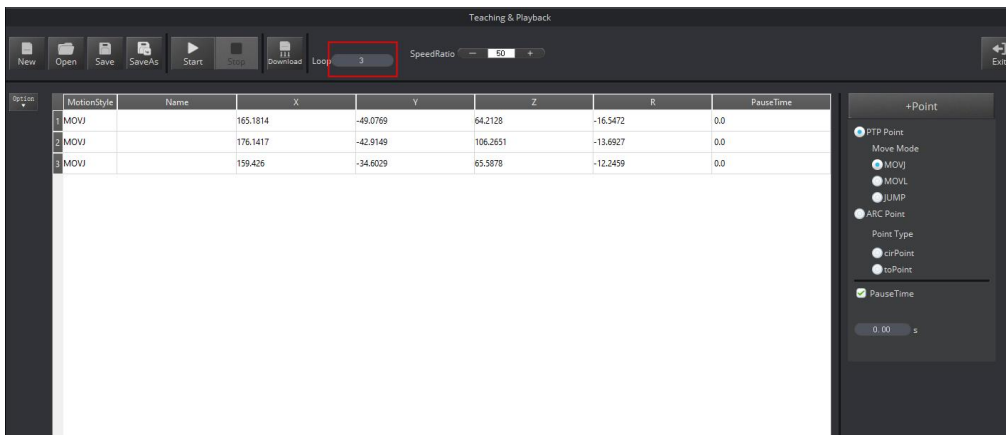 Teaching & Playback
New Open Save SaveAs Start Stop Download Loop 3 SpeedRatio − 50 + Exit
Option
MotionStyle Name X Y Z R PauseTime
1 MOVJ 165.1814 -49.0769 64.2128 -16.5472 0.0
2 MOVJ 176.1417 -42.9149 106.2651 -13.6927 0.0
3 MOVJ 159.426 -34.6029 65.5878 -12.2459 0.0
+Point
PTP Point
Move Mode
MOVJ
MOVL
JUMP
ARC Point
Point Type
cirPoint
toPoint
PauseTime
0.00 s